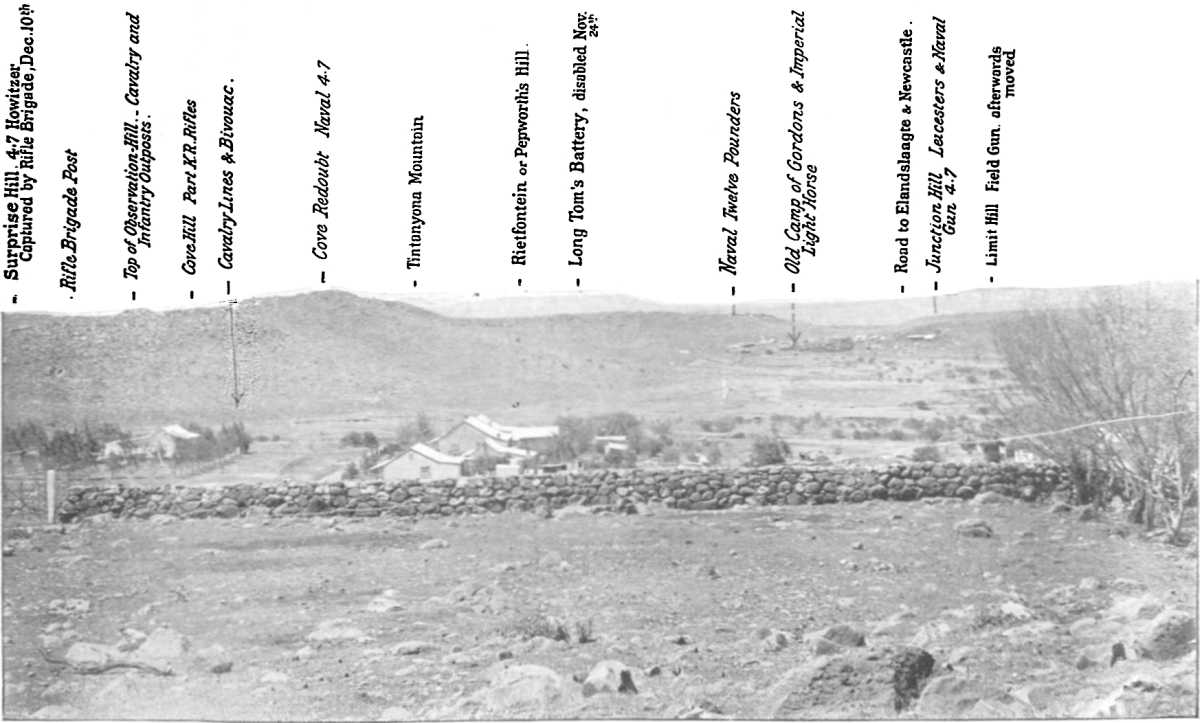 Surprise Hill. 4.7 Howitzer
Captured by Rifle Brigade, Dec. 10th
Rifle Brigade Post
Top of Observation-Hill. - Cavalry and
Infantry Outposts.
Cove Hill Part K.R. Rifles
Cavalry Lines & Bivouac.
Cove Redoubt Naval 4.7
Tintonyona Mountain
Rietfontein or Pepworth's Hill.
Long Tom's Battery, disabled Nov.
24th
Naval Twelve Pounders
Old Camp of Gordons & Imperial
Light Horse
Road to Elandslaagte & Newcastle.
Junction Hill Leicesters & Naval
Gun 4.7
Limit Hill Field Gun. afterwards
moved